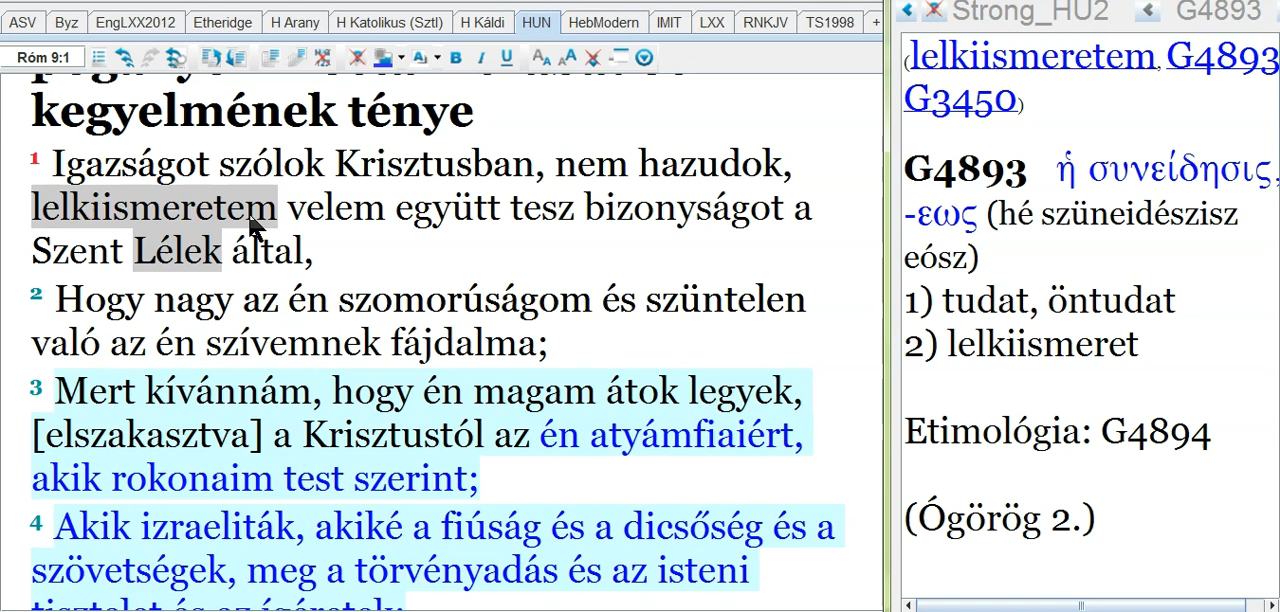 ASV Byz EngLXX2012 Etheridge H Arany H Katolikus (Sztl) H Káldi HUN HebModern IMIT LXX RNKJV TS1998 +
Róm 9:1
kegyelmének ténye
1 Igazságot szólok Krisztusban, nem hazudok,
lelkiismeretem velem együtt tesz bizonyságot a
Szent Lélek által,
2 Hogy nagy az én szomorúságom és szüntelen
való az én szívemnek fájdalma;
3 Mert kívánnám, hogy én magam átok legyek,
[elszakasztva] a Krisztustól az én atyámfiaiért,
akik rokonaim test szerint;
4 Akik izraeliták, akiké a fiúság és a dicsőség és a
szövetségek, meg a törvényadás és az isteni
tisztelet és az ígéretek;
Strong_HU2 G4893
(lelkiismeretem, G4893
G3450)
G4893 ἡ συνείδησις,
-εως (hé szüneidészisz
eósz)
1) tudat, öntudat
2) lelkiismeret
Etimológia: G4894
(Ógörög 2.)